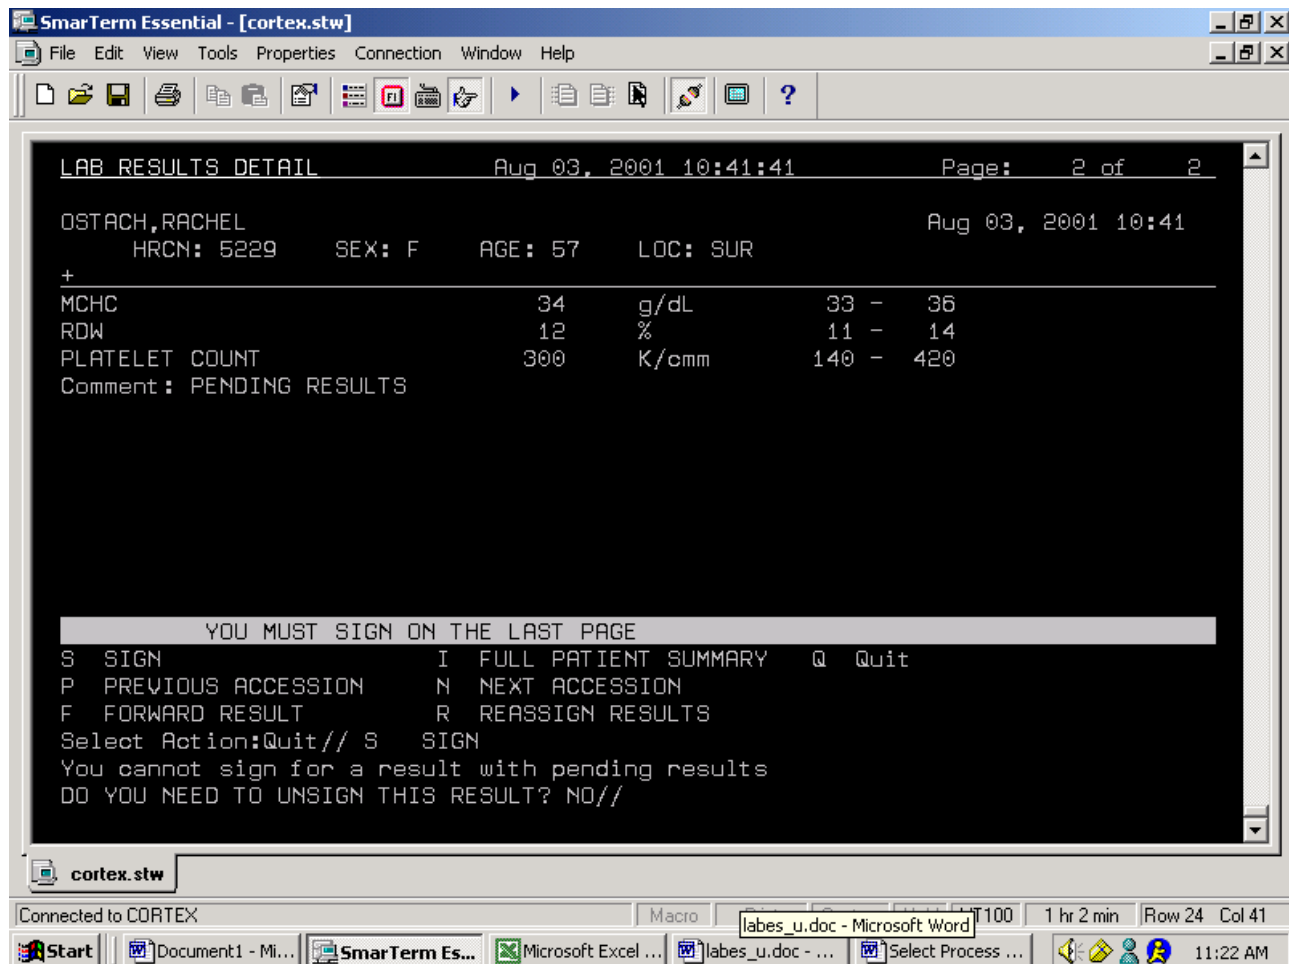 SmarTerm Essential - [cortex.stw]
File Edit View Tools Properties Connection Window Help
LAB RESULTS DETAIL Aug 03, 2001 10:41:41 Page: 2 of 2
OSTACH,RACHEL Aug 03, 2001 10:41
HRCN: 5229 SEX: F AGE: 57 LOC: SUR
+
MCHC 34 g/dL 33 - 36
RDW 12 % 11 - 14
PLATELET COUNT 300 K/cmm 140 - 420
Comment: PENDING RESULTS
YOU MUST SIGN ON THE LAST PAGE
S SIGN I FULL PATIENT SUMMARY Q Quit
P PREVIOUS ACCESSION N NEXT ACCESSION
F FORWARD RESULT R REASSIGN RESULTS
Select Action:Quit// S SIGN
You cannot sign for a result with pending results
DO YOU NEED TO UNSIGN THIS RESULT? NO//
cortex.stw
Connected to CORTEX Macro T100 1 hr 2 min Row 24 Col 41
labes_u.doc - Microsoft Word
Start Document1 - Mi... SmarTerm Es... Microsoft Excel ... labes_u.doc - ... Select Process ... 11:22 AM